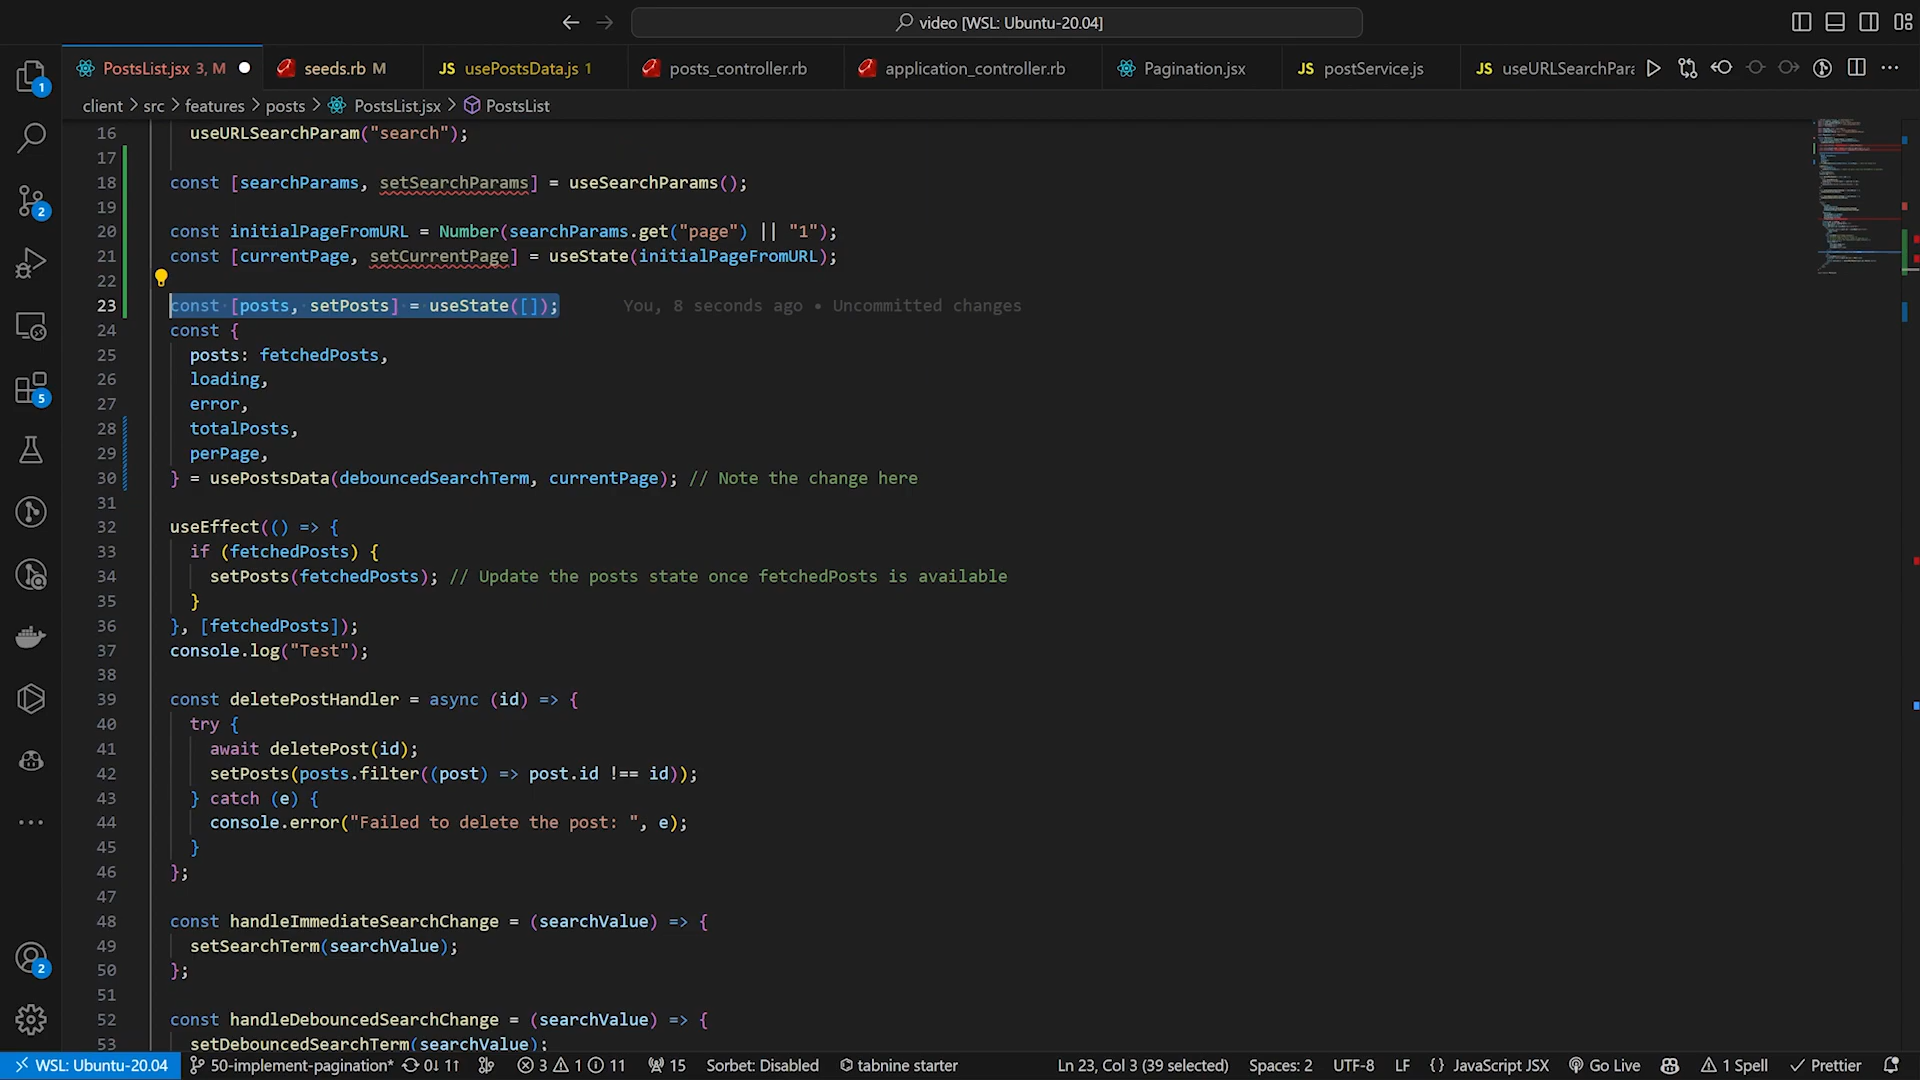 video [WSL: Ubuntu-20.04]
PostsList.jsx 3, M
seeds.rb M
JS usePostsData.js 1
posts_controller.rb
application_controller.rb
Pagination.jsx
JS postService.js
JS useURLSearchPara
client > src > features > posts > PostsList.jsx > PostsList
16 useURLSearchParam("search");
17
18 const [searchParams, setSearchParams] = useSearchParams();
19
20 const initialPageFromURL = Number(searchParams.get("page") || "1");
21 const [currentPage, setCurrentPage] = useState(initialPageFromURL);
22
23 const [posts, setPosts] = useState([]); You, 8 seconds ago • Uncommitted changes
24 const {
25 posts: fetchedPosts,
26 loading,
27 error,
28 totalPosts,
29 perPage,
30 } = usePostsData(debouncedSearchTerm, currentPage); // Note the change here
31
32 useEffect(() => {
33 if (fetchedPosts) {
34 setPosts(fetchedPosts); // Update the posts state once fetchedPosts is available
35 }
36 }, [fetchedPosts]);
37 console.log("Test");
38
39 const deletePostHandler = async (id) => {
40 try {
41 await deletePost(id);
42 setPosts(posts.filter((post) => post.id !== id));
43 } catch (e) {
44 console.error("Failed to delete the post: ", e);
45 }
46 };
47
48 const handleImmediateSearchChange = (searchValue) => {
49 setSearchTerm(searchValue);
50 };
51
52 const handleDebouncedSearchChange = (searchValue) => {
53 setDebouncedSearchTerm(searchValue);
1
2
5
2
WSL: Ubuntu-20.04 50-implement-pagination* 0↓ 1↑ 3 1 11 15 Sorbet: Disabled tabnine starter Ln 23, Col 3 (39 selected) Spaces: 2 UTF-8 LF {} JavaScript JSX Go Live 1 Spell Prettier